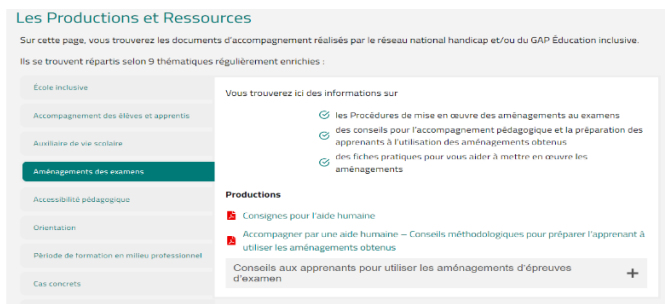 Les Productions et Ressources
Sur cette page, vous trouverez les documents d'accompagnement réalisés par le réseau national handicap et/ou du GAP Éducation inclusive.
Ils se trouvent répartis selon 9 thématiques régulièrement enrichies :
École inclusive
Accompagnement des élèves et apprentis
Auxiliaire de vie scolaire
Aménagements des examens
Accessibilité pédagogique
Orientation
Période de formation en milieu professionnel
Cas concrets
Vous trouverez ici des informations sur
les Procédures de mise en œuvre des aménagements au examens
des conseils pour l'accompagnement pédagogique et la préparation des
apprenants à l'utilisation des aménagements obtenus
des fiches pratiques pour vous aider à mettre en œuvre les
aménagements
Productions
Consignes pour l'aide humaine
Accompagner par une aide humaine – Conseils méthodologiques pour préparer l'apprenant à
utiliser les aménagements obtenus
Conseils aux apprenants pour utiliser les aménagements d'épreuves
d'examen